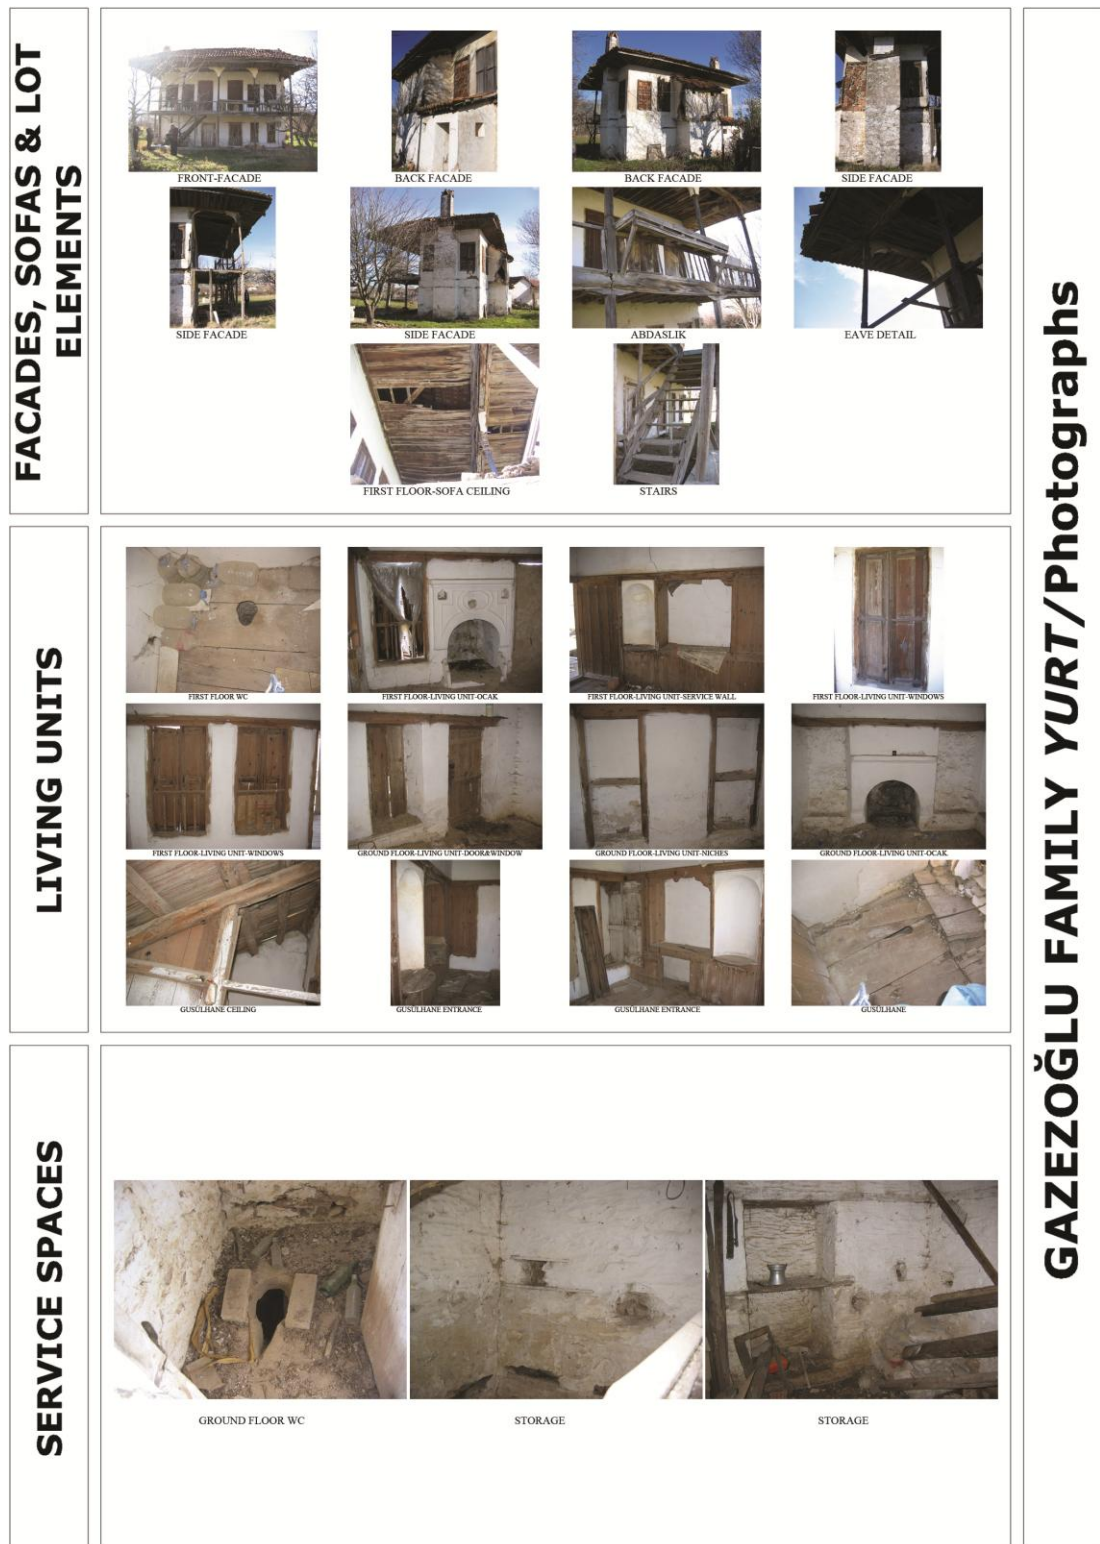 FACADES, SOFAS & LOT
ELEMENTS
FRONT-FACADE
BACK FACADE
BACK FACADE
SIDE FACADE
SIDE FACADE
SIDE FACADE
ABDASLIK
EAVE DETAIL
FIRST FLOOR-SOFA CEILING
STAIRS
LIVING UNITS
FIRST FLOOR WC
FIRST FLOOR-LIVING UNIT-OCAK
FIRST FLOOR-LIVING UNIT-SERVICE WALL
FIRST FLOOR-LIVING UNIT-WINDOWS
FIRST FLOOR-LIVING UNIT-WINDOWS
GROUND FLOOR-LIVING UNIT-DOOR&WINDOW
GROUND FLOOR-LIVING UNIT-NICHES
GROUND FLOOR-LIVING UNIT-OCAK
GUSÜLHANE CEILING
GUSÜLHANE ENTRANCE
GUSÜLHANE ENTRANCE
GUSÜLHANE
SERVICE SPACES
GROUND FLOOR WC
STORAGE
STORAGE
GAZEZOĞLU FAMILY YURT/Photographs